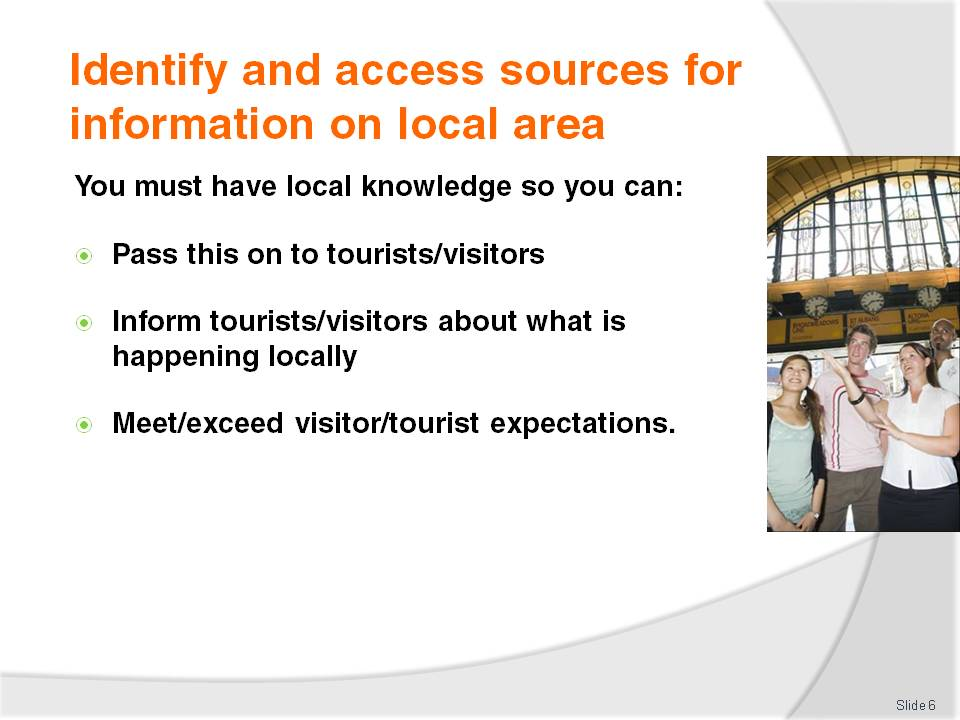 Identify and access sources for
information on local area
You must have local knowledge so you can:
Pass this on to tourists/visitors
Inform tourists/visitors about what is
happening locally
Meet/exceed visitor/tourist expectations.
BROADMEADOWS
LINE
ST ALBANS
LINE
ALTONA
LINE
Slide 6